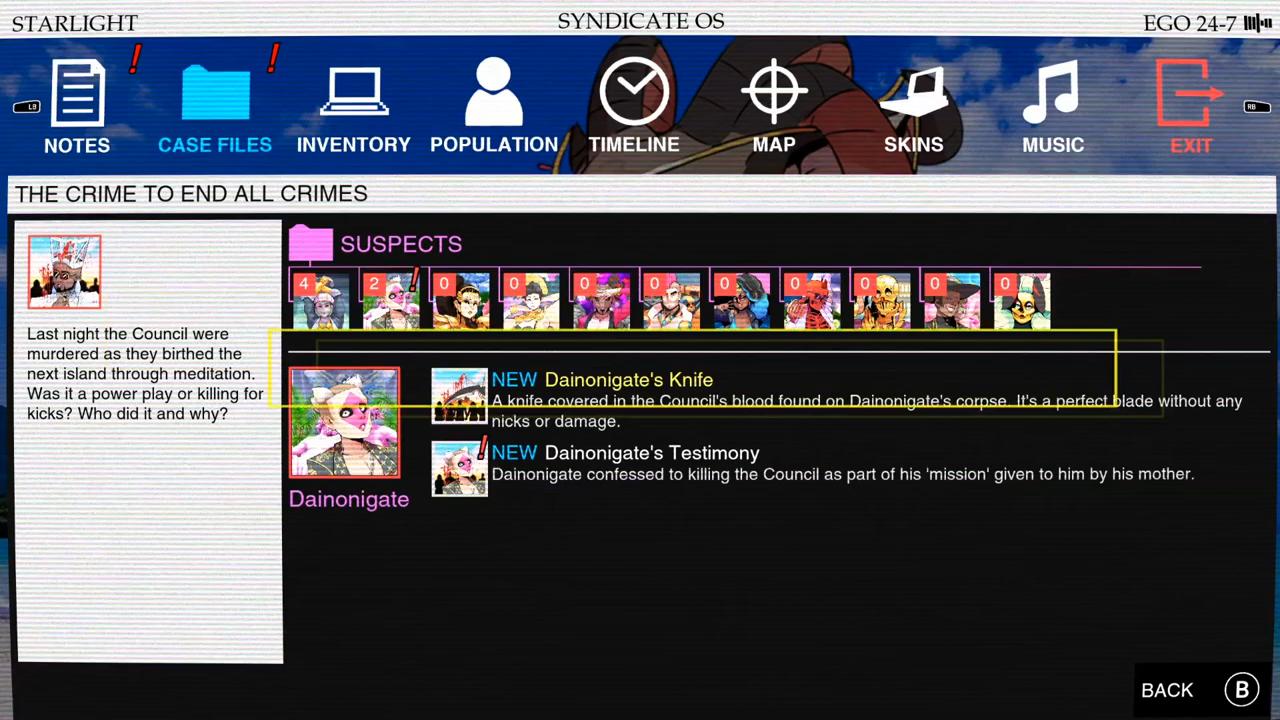 STARLIGHT SYNDICATE OS EGO 24-7
LB RB
NOTES CASE FILES INVENTORY POPULATION TIMELINE MAP SKINS MUSIC EXIT
THE CRIME TO END ALL CRIMES
SUSPECTS
4 2 0 0 0 0 0 0 0 0 0
Last night the Council were
murdered as they birthed the
next island through meditation.
Was it a power play or killing for
kicks? Who did it and why?
NEW Dainonigate's Knife
A knife covered in the Council's blood found on Dainonigate's corpse. It's a perfect blade without any
nicks or damage.
NEW Dainonigate's Testimony
Dainonigate confessed to killing the Council as part of his 'mission' given to him by his mother.
Dainonigate
BACK B